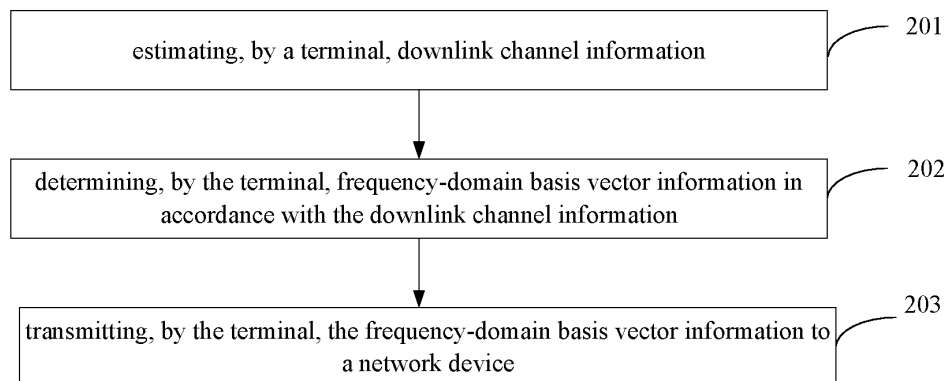 estimating, by a terminal, downlink channel information
201
determining, by the terminal, frequency-domain basis vector information in
accordance with the downlink channel information
202
transmitting, by the terminal, the frequency-domain basis vector information to
a network device
203